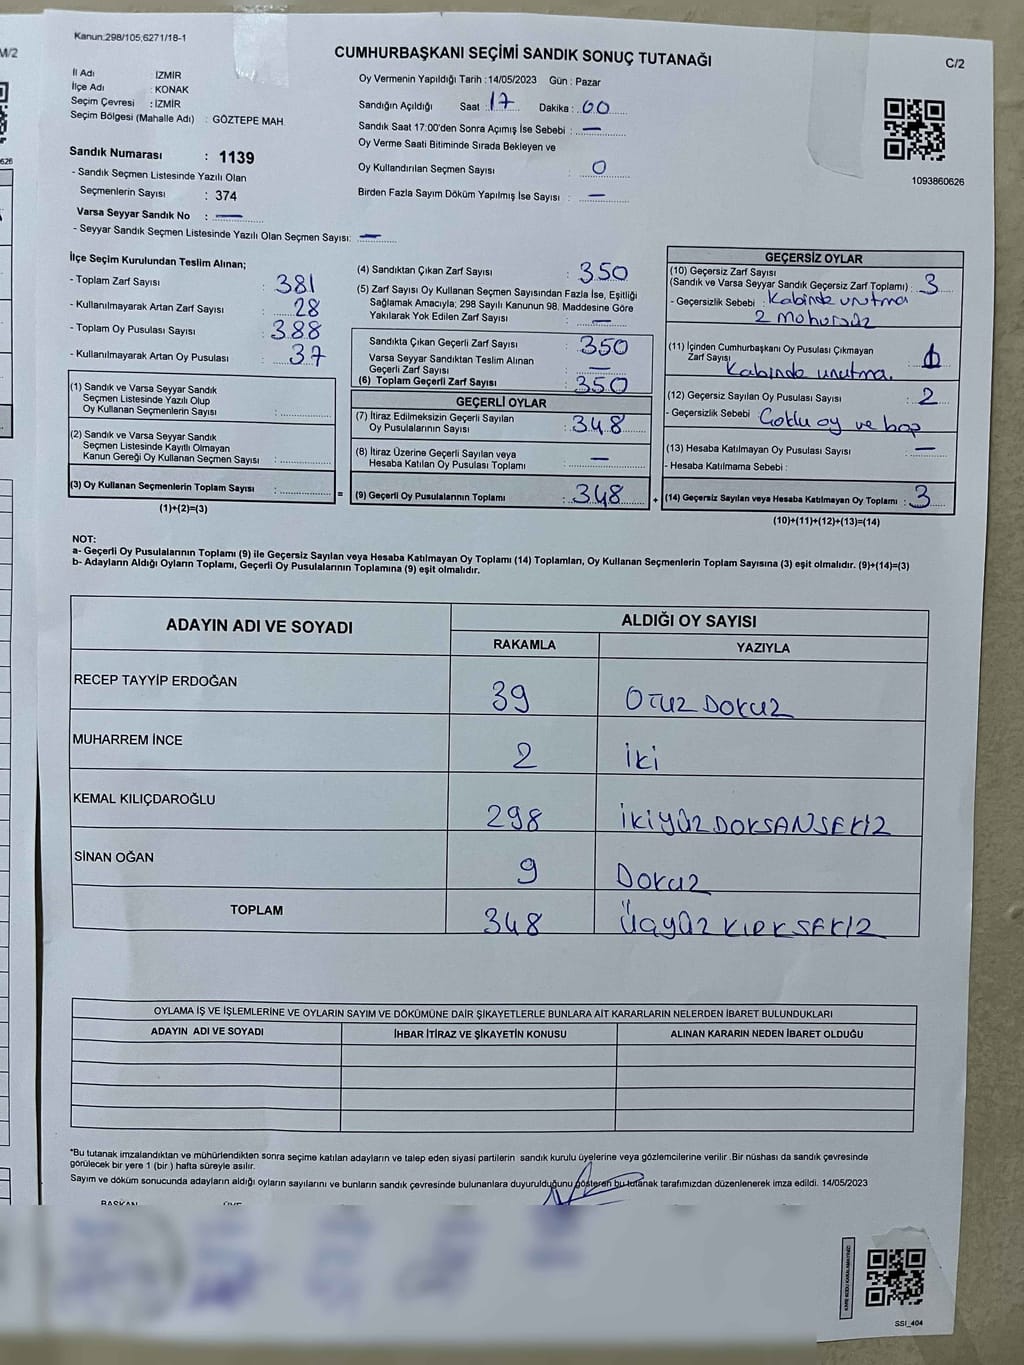 M/2
626
Kanun:298/105,6271/18-1
CUMHURBAŞKANI SEÇİMİ SANDIK SONUÇ TUTANAĞI
C/2
İl Adı İZMİR
İlçe Adı : KONAK
Seçim Çevresi : İZMİR
Seçim Bölgesi (Mahalle Adı) : GÖZTEPE MAH.
Sandık Numarası : 1139
- Sandık Seçmen Listesinde Yazılı Olan
Seçmenlerin Sayısı : 374
Varsa Seyyar Sandık No : —
- Seyyar Sandık Seçmen Listesinde Yazılı Olan Seçmen Sayısı: —
Oy Vermenin Yapıldığı Tarih : 14/05/2023 Gün : Pazar
Sandığın Açıldığı Saat : 17 Dakika : 00
Sandık Saat 17:00'den Sonra Açımış İse Sebebi : —
Oy Verme Saati Bitiminde Sırada Bekleyen ve
Oy Kullandırılan Seçmen Sayısı : 0
Birden Fazla Sayım Döküm Yapılmış İse Sayısı : —
1093860626
İlçe Seçim Kurulundan Teslim Alınan;
- Toplam Zarf Sayısı : 381
- Kullanılmayarak Artan Zarf Sayısı : 28
- Toplam Oy Pusulası Sayısı : 388
- Kullanılmayarak Artan Oy Pusulası : 37
(1) Sandık ve Varsa Seyyar Sandık
Seçmen Listesinde Yazılı Olup
Oy Kullanan Seçmenlerin Sayısı :
(2) Sandık ve Varsa Seyyar Sandık
Seçmen Listesinde Kayıtlı Olmayan
Kanun Gereği Oy Kullanan Seçmen Sayısı :
(3) Oy Kullanan Seçmenlerin Toplam Sayısı : =
(1)+(2)=(3)
(4) Sandıktan Çıkan Zarf Sayısı : 350
(5) Zarf Sayısı Oy Kullanan Seçmen Sayısından Fazla İse, Eşitliği
Sağlamak Amacıyla; 298 Sayılı Kanunun 98. Maddesine Göre
Yakılarak Yok Edilen Zarf Sayısı : —
Sandıkta Çıkan Geçerli Zarf Sayısı : 350
Varsa Seyyar Sandıktan Teslim Alınan
Geçerli Zarf Sayısı : —
(6) Toplam Geçerli Zarf Sayısı : 350
GEÇERLİ OYLAR
(7) İtiraz Edilmeksizin Geçerli Sayılan
Oy Pusulalarının Sayısı : 348
(8) İtiraz Üzerine Geçerli Sayılan veya
Hesaba Katılan Oy Pusulası Toplamı : —
(9) Geçerli Oy Pusulalarının Toplamı : 348 +
GEÇERSİZ OYLAR
(10) Geçersiz Zarf Sayısı
(Sandık ve Varsa Seyyar Sandık Geçersiz Zarf Toplamı) : 3
- Geçersizlik Sebebi : Kabinde unutma
2 mühürsüz
(11) İçinden Cumhurbaşkanı Oy Pusulası Çıkmayan
Zarf Sayısı :
Kabinde unutma.
(12) Geçersiz Sayılan Oy Pusulası Sayısı : 2
- Geçersizlik Sebebi Çoklu oy ve boş
(13) Hesaba Katılmayan Oy Pusulası Sayısı : —
- Hesaba Katılmama Sebebi :
(14) Geçersiz Sayılan veya Hesaba Katılmayan Oy Toplamı : 3
(10)+(11)+(12)+(13)=(14)
NOT:
a- Geçerli Oy Pusulalarının Toplamı (9) ile Geçersiz Sayılan veya Hesaba Katılmayan Oy Toplamı (14) Toplamları, Oy Kullanan Seçmenlerin Toplam Sayısına (3) eşit olmalıdır. (9)+(14)=(3)
b- Adayların Aldığı Oyların Toplamı, Geçerli Oy Pusulalarının Toplamına (9) eşit olmalıdır.
ADAYIN ADI VE SOYADI ALDIĞI OY SAYISI
RAKAMLA YAZIYLA
RECEP TAYYİP ERDOĞAN 39 OTUZ DOKUZ
MUHARREM İNCE 2 İki
KEMAL KILIÇDAROĞLU 298 İKİYÜZDOKSANSEKİZ
SİNAN OĞAN 9 Dokuz
TOPLAM 348 ÜÇYÜZKIRKSEKİZ
OYLAMA İŞ VE İŞLEMLERİNE VE OYLARIN SAYIM VE DÖKÜMÜNE DAİR ŞİKAYETLERLE BUNLARA AİT KARARLARIN NELERDEN İBARET BULUNDUKLARI
ADAYIN ADI VE SOYADI İHBAR İTİRAZ VE ŞİKAYETİN KONUSU ALINAN KARARIN NEDEN İBARET OLDUĞU
*Bu tutanak imzalandıktan ve mühürlendikten sonra seçime katılan adayların ve talep eden siyasi partilerin sandık kurulu üyelerine veya gözlemcilerine verilir .Bir nüshası da sandık çevresinde
görülecek bir yere 1 (bir ) hafta süreyle asılır.
Sayım ve döküm sonucunda adayların aldığı oyların sayılarını ve bunların sandık çevresinde bulunanlara duyurulduğunu gösteren bu tutanak tarafımızdan düzenlenerek imza edildi. 14/05/2023
BAŞKAN ÜYE
SSI_404